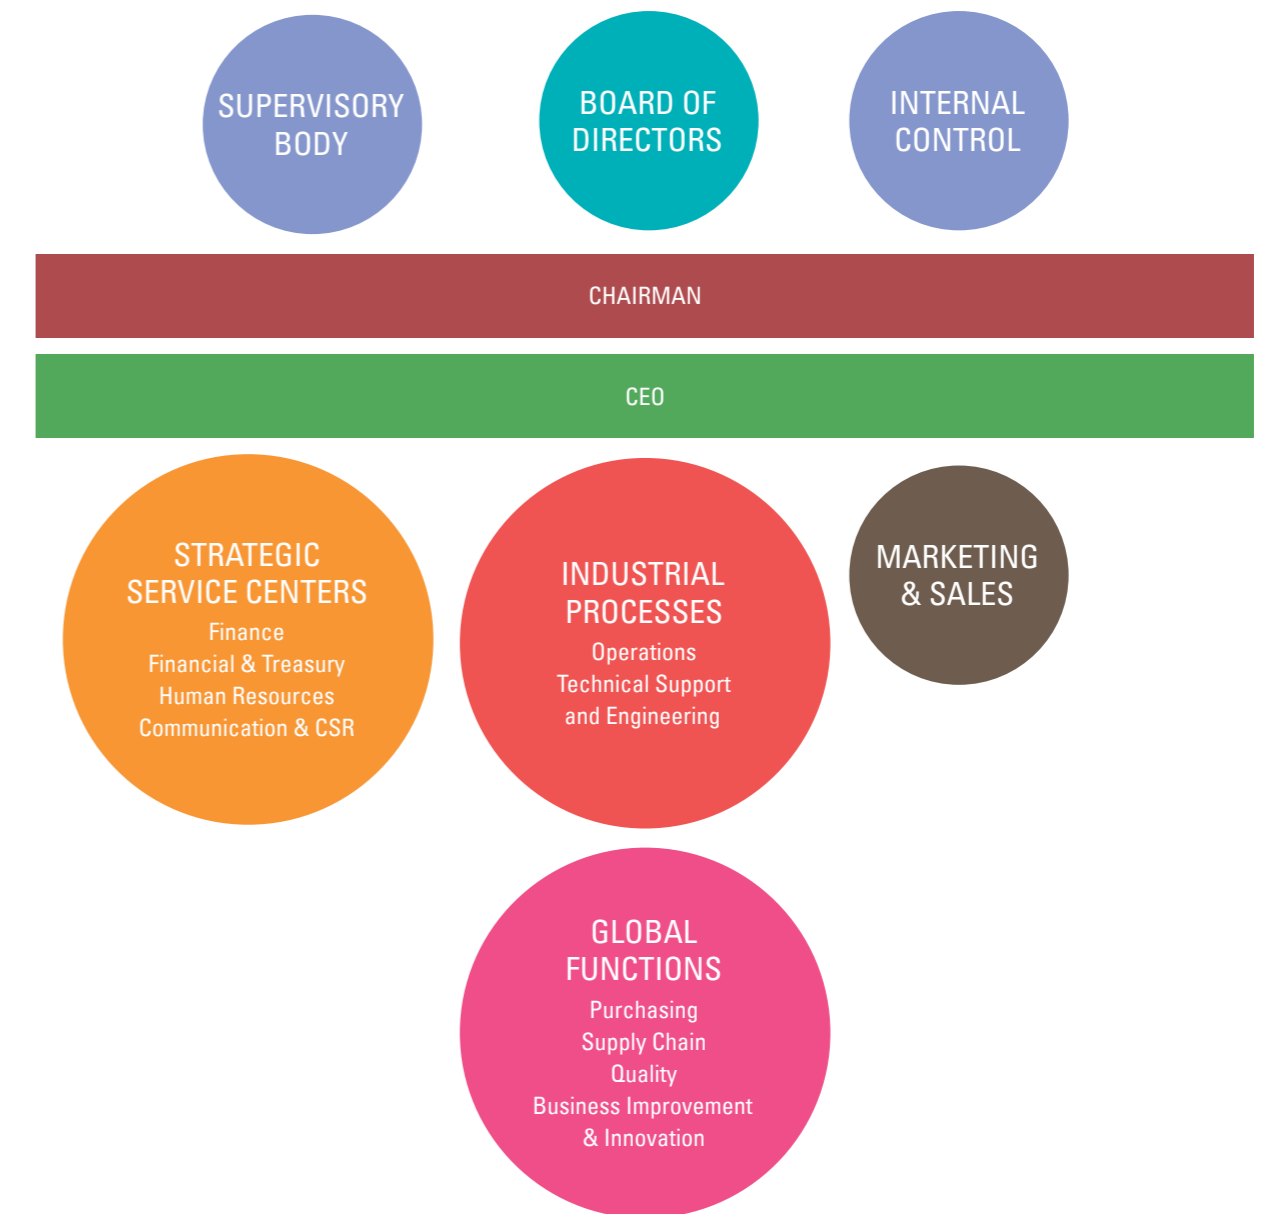 SUPERVISORY
BODY
BOARD OF
DIRECTORS
INTERNAL
CONTROL
CHAIRMAN
CEO
STRATEGIC
SERVICE CENTERS
Finance
Financial & Treasury
Human Resources
Communication & CSR
INDUSTRIAL
PROCESSES
Operations
Technical Support
and Engineering
MARKETING
& SALES
GLOBAL
FUNCTIONS
Purchasing
Supply Chain
Quality
Business Improvement
& Innovation